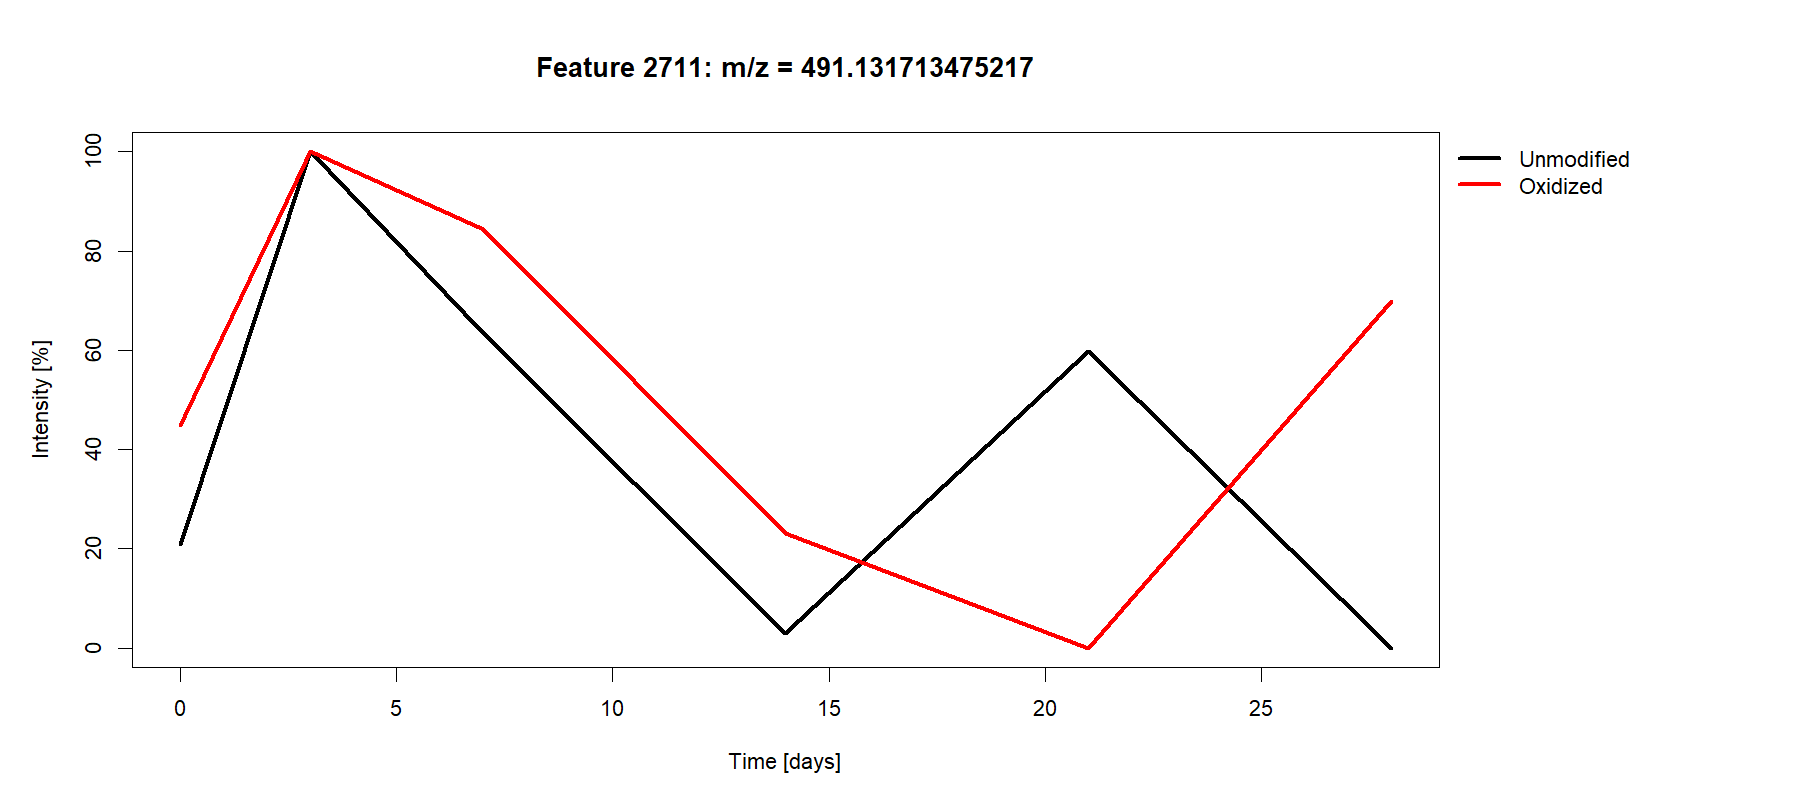 Feature 2711: m/z = 491.131713475217
Unmodified
Oxidized
Intensity [%]
100
80
60
40
20
0
0 5 10 15 20 25
Time [days]